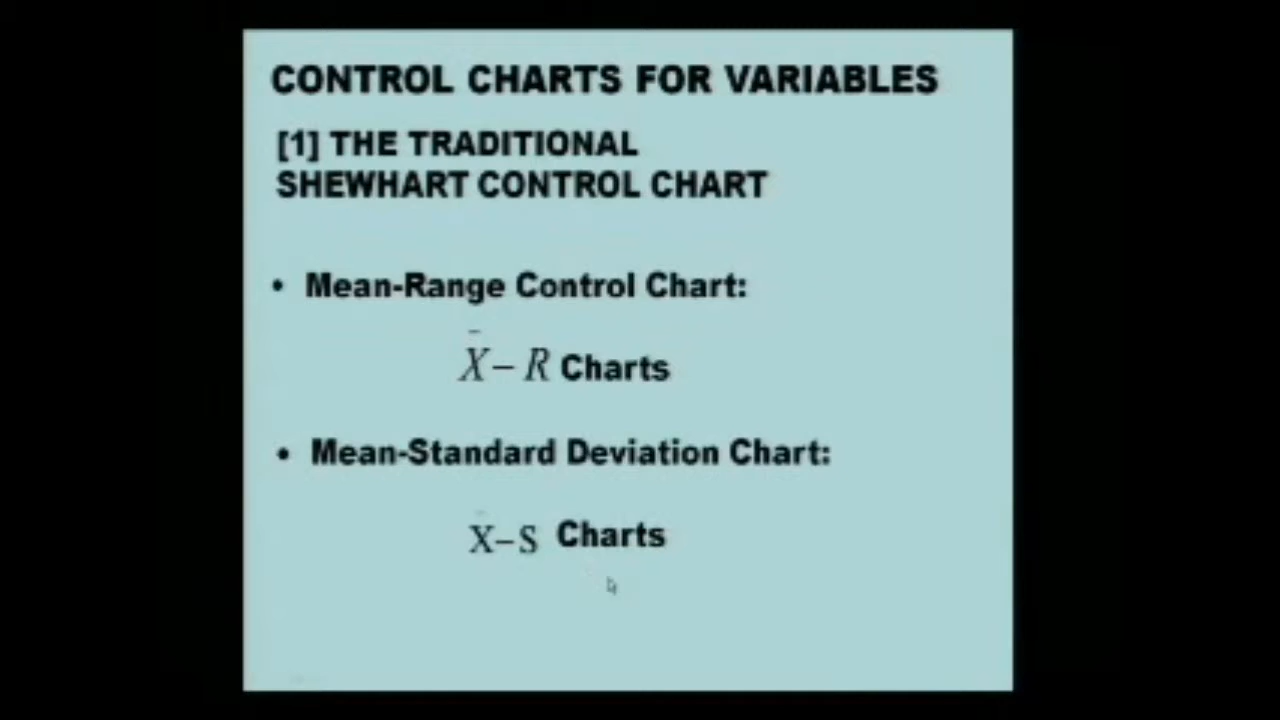 CONTROL CHARTS FOR VARIABLES
[1] THE TRADITIONAL
SHEWHART CONTROL CHART
• Mean-Range Control Chart:
X̄ – R Charts
• Mean-Standard Deviation Chart:
X̄–S Charts